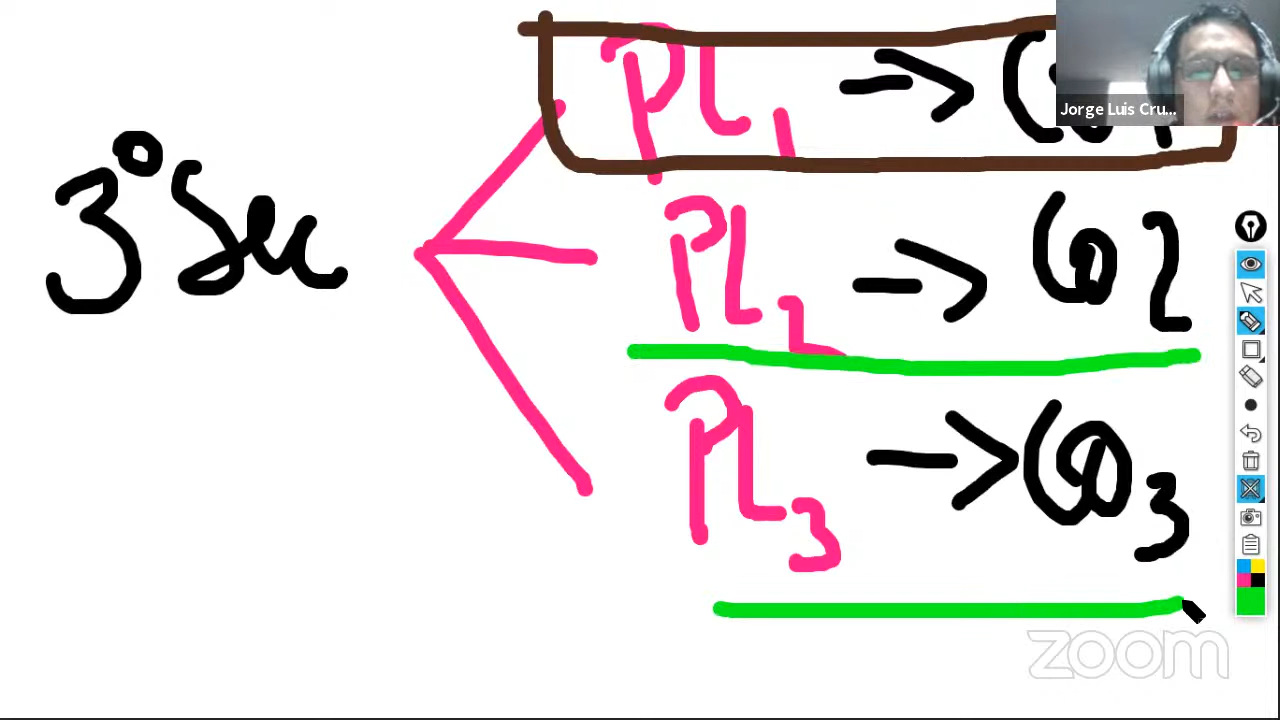 PL1 ->
Jorge Luis Cru...
3° Sec
PL2 -> Co2
PL3 -> Co3
zoom